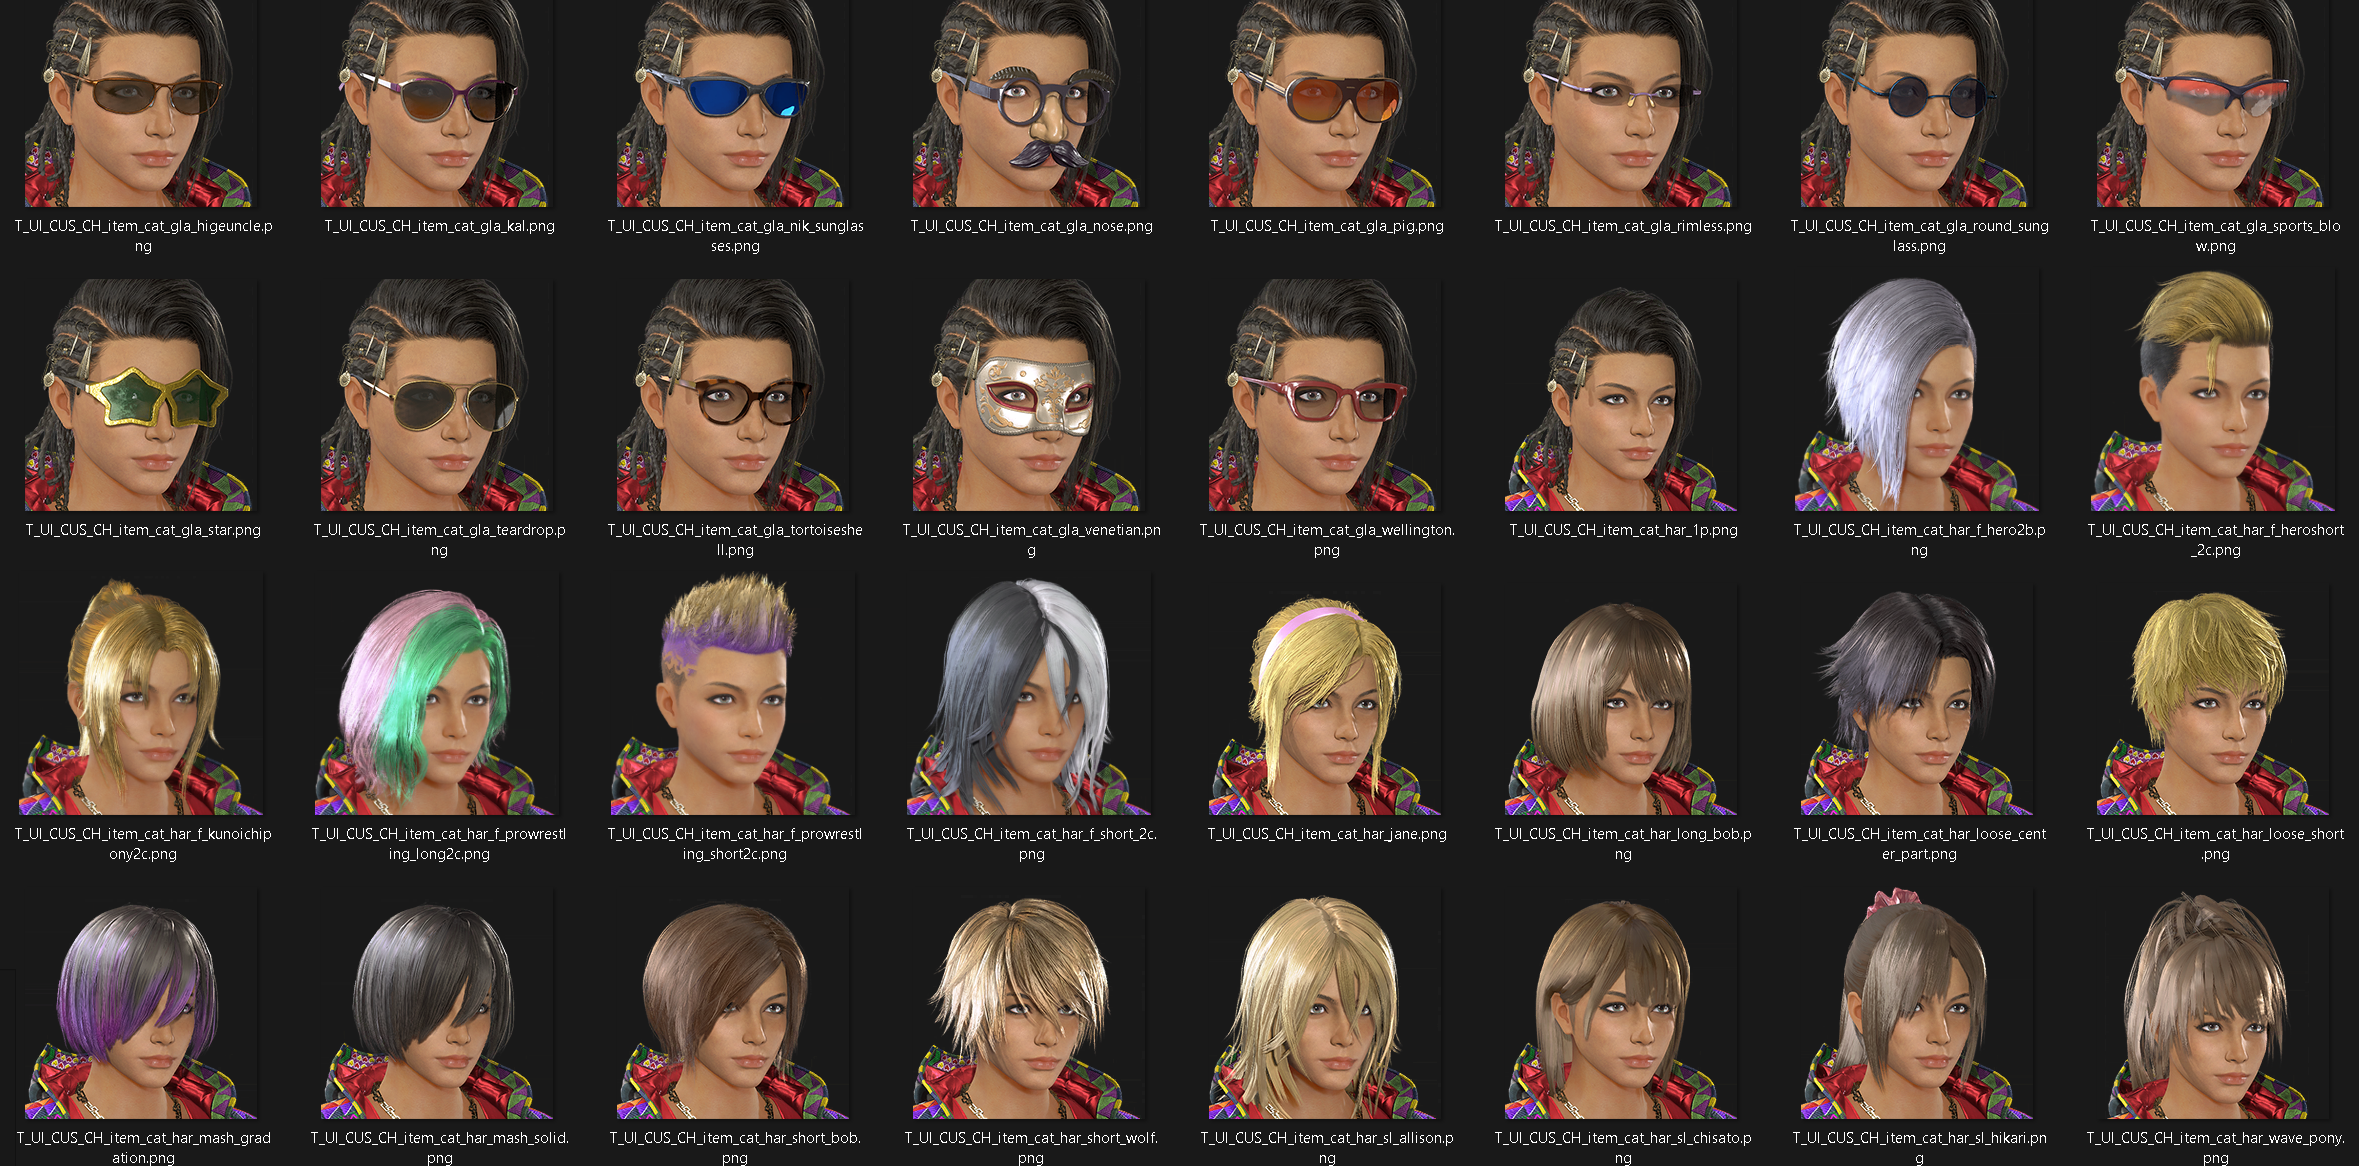 T_UI_CUS_CH_item_cat_gla_higeuncle.p
ng
T_UI_CUS_CH_item_cat_gla_kal.png
T_UI_CUS_CH_item_cat_gla_nik_sunglas
ses.png
T_UI_CUS_CH_item_cat_gla_nose.png
T_UI_CUS_CH_item_cat_gla_pig.png
T_UI_CUS_CH_item_cat_gla_rimless.png
T_UI_CUS_CH_item_cat_gla_round_sung
lass.png
T_UI_CUS_CH_item_cat_gla_sports_blo
w.png
T_UI_CUS_CH_item_cat_gla_star.png
T_UI_CUS_CH_item_cat_gla_teardrop.p
ng
T_UI_CUS_CH_item_cat_gla_tortoiseshe
ll.png
T_UI_CUS_CH_item_cat_gla_venetian.pn
g
T_UI_CUS_CH_item_cat_gla_wellington.
png
T_UI_CUS_CH_item_cat_har_1p.png
T_UI_CUS_CH_item_cat_har_f_hero2b.p
ng
T_UI_CUS_CH_item_cat_har_f_heroshort
_2c.png
T_UI_CUS_CH_item_cat_har_f_kunoichip
ony2c.png
T_UI_CUS_CH_item_cat_har_f_prowrestl
ing_long2c.png
T_UI_CUS_CH_item_cat_har_f_prowrestl
ing_short2c.png
T_UI_CUS_CH_item_cat_har_f_short_2c.
png
T_UI_CUS_CH_item_cat_har_jane.png
T_UI_CUS_CH_item_cat_har_long_bob.p
ng
T_UI_CUS_CH_item_cat_har_loose_cent
er_part.png
T_UI_CUS_CH_item_cat_har_loose_short
.png
T_UI_CUS_CH_item_cat_har_mash_grad
ation.png
T_UI_CUS_CH_item_cat_har_mash_solid.
png
T_UI_CUS_CH_item_cat_har_short_bob.
png
T_UI_CUS_CH_item_cat_har_short_wolf.
png
T_UI_CUS_CH_item_cat_har_sl_allison.p
ng
T_UI_CUS_CH_item_cat_har_sl_chisato.p
ng
T_UI_CUS_CH_item_cat_har_sl_hikari.pn
g
T_UI_CUS_CH_item_cat_har_wave_pony.
png